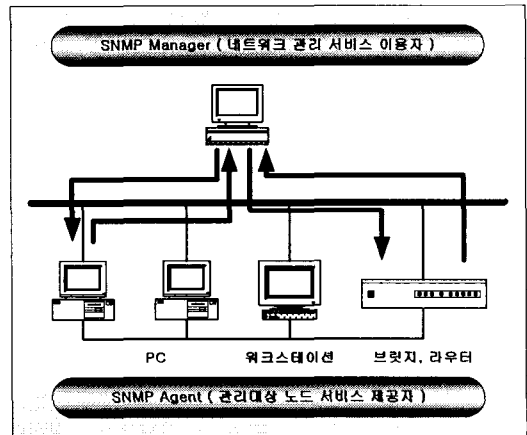 SNMP Manager ( 네트워크 관리 서비스 이용자 )
PC 워크스테이션 브릿지, 라우터
SNMP Agent ( 관리대상 노드 서비스 제공자 )